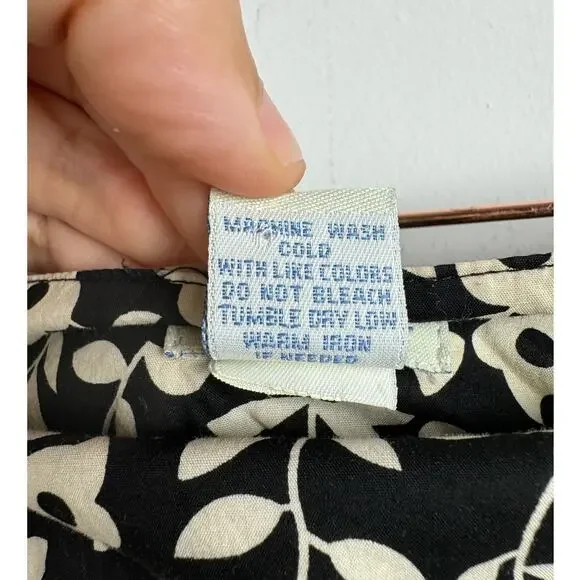 MACHINE WASH
COLD
WITH LIKE COLORS
DO NOT BLEACH
TUMBLE DRY LOW
WARM IRON
IF NEEDED